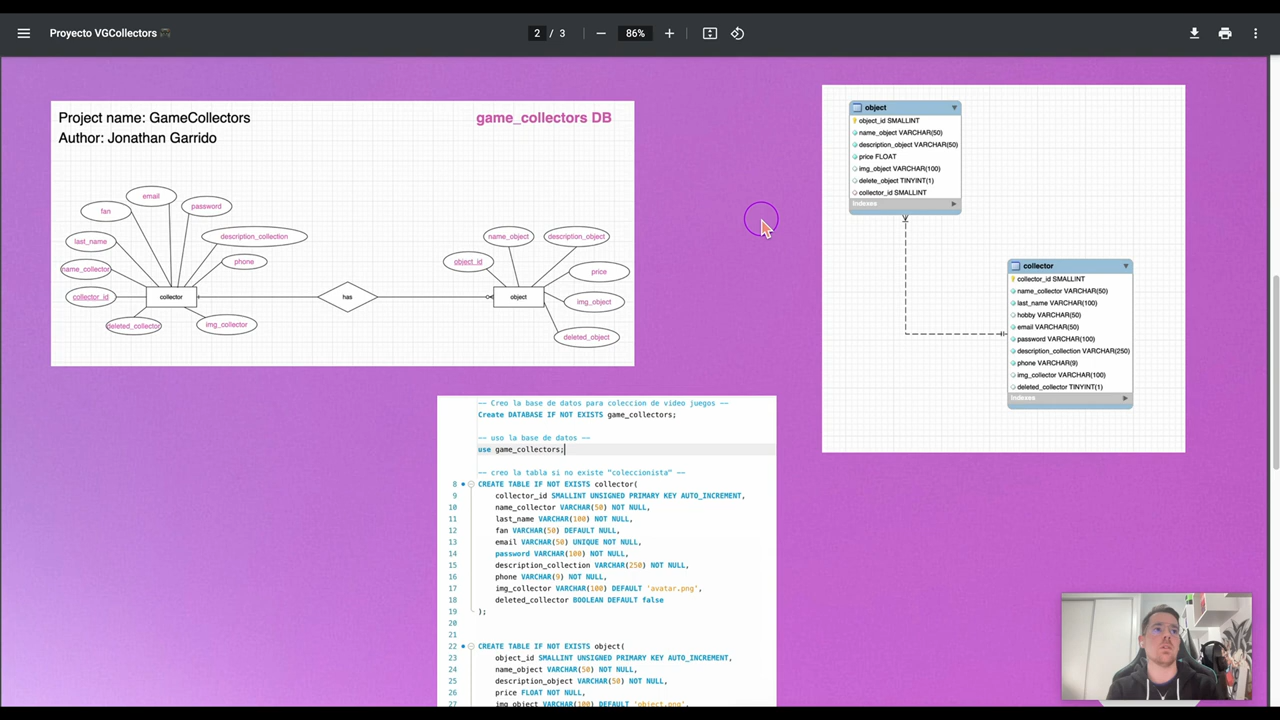 Proyecto VGCollectors
2 / 3
86%
Project name: GameCollectors
Author: Jonathan Garrido
game_collectors DB
email
fan
password
last_name
description_collection
name_collector
phone
collector_id
collector
deleted_collector
img_collector
has
name_object
description_object
object_id
price
object
img_object
deleted_object
object
object_id SMALLINT
name_object VARCHAR(50)
description_object VARCHAR(50)
price FLOAT
img_object VARCHAR(100)
delete_object TINYINT(1)
collector_id SMALLINT
Indexes
collector
collector_id SMALLINT
name_collector VARCHAR(50)
last_name VARCHAR(100)
hobby VARCHAR(50)
email VARCHAR(50)
password VARCHAR(100)
description_collection VARCHAR(250)
phone VARCHAR(9)
img_collector VARCHAR(100)
deleted_collector TINYINT(1)
Indexes
-- Creo la base de datos para coleccion de video juegos --
Create DATABASE IF NOT EXISTS game_collectors;
-- uso la base de datos --
use game_collectors;
-- creo la tabla si no existe "coleccionista" --
8 CREATE TABLE IF NOT EXISTS collector(
9 collector_id SMALLINT UNSIGNED PRIMARY KEY AUTO_INCREMENT,
10 name_collector VARCHAR(50) NOT NULL,
11 last_name VARCHAR(100) NOT NULL,
12 fan VARCHAR(50) DEFAULT NULL,
13 email VARCHAR(50) UNIQUE NOT NULL,
14 password VARCHAR(100) NOT NULL,
15 description_collection VARCHAR(250) NOT NULL,
16 phone VARCHAR(9) NOT NULL,
17 img_collector VARCHAR(100) DEFAULT 'avatar.png',
18 deleted_collector BOOLEAN DEFAULT false
19 );
20
21
22 CREATE TABLE IF NOT EXISTS object(
23 object_id SMALLINT UNSIGNED PRIMARY KEY AUTO_INCREMENT,
24 name_object VARCHAR(50) NOT NULL,
25 description_object VARCHAR(50) NOT NULL,
26 price FLOAT NOT NULL,
27 img_object VARCHAR(100) DEFAULT 'object.png',